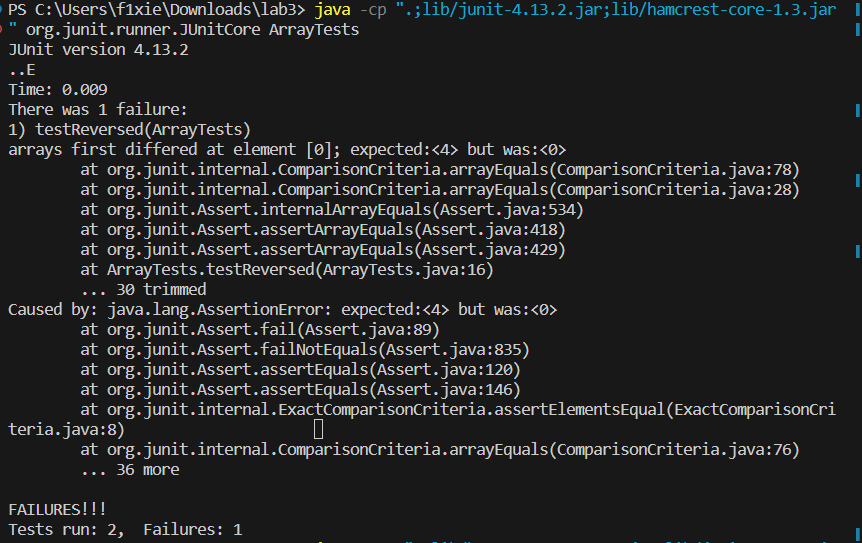 PS C:\Users\f1xie\Downloads\lab3> java -cp ".;lib/junit-4.13.2.jar;lib/hamcrest-core-1.3.jar
" org.junit.runner.JUnitCore ArrayTests
JUnit version 4.13.2
..E
Time: 0.009
There was 1 failure:
1) testReversed(ArrayTests)
arrays first differed at element [0]; expected:<4> but was:<0>
at org.junit.internal.ComparisonCriteria.arrayEquals(ComparisonCriteria.java:78)
at org.junit.internal.ComparisonCriteria.arrayEquals(ComparisonCriteria.java:28)
at org.junit.Assert.internalArrayEquals(Assert.java:534)
at org.junit.Assert.assertArrayEquals(Assert.java:418)
at org.junit.Assert.assertArrayEquals(Assert.java:429)
at ArrayTests.testReversed(ArrayTests.java:16)
... 30 trimmed
Caused by: java.lang.AssertionError: expected:<4> but was:<0>
at org.junit.Assert.fail(Assert.java:89)
at org.junit.Assert.failNotEquals(Assert.java:835)
at org.junit.Assert.assertEquals(Assert.java:120)
at org.junit.Assert.assertEquals(Assert.java:146)
at org.junit.internal.ExactComparisonCriteria.assertElementsEqual(ExactComparisonCri
teria.java:8)
at org.junit.internal.ComparisonCriteria.arrayEquals(ComparisonCriteria.java:76)
... 36 more
FAILURES!!!
Tests run: 2,  Failures: 1